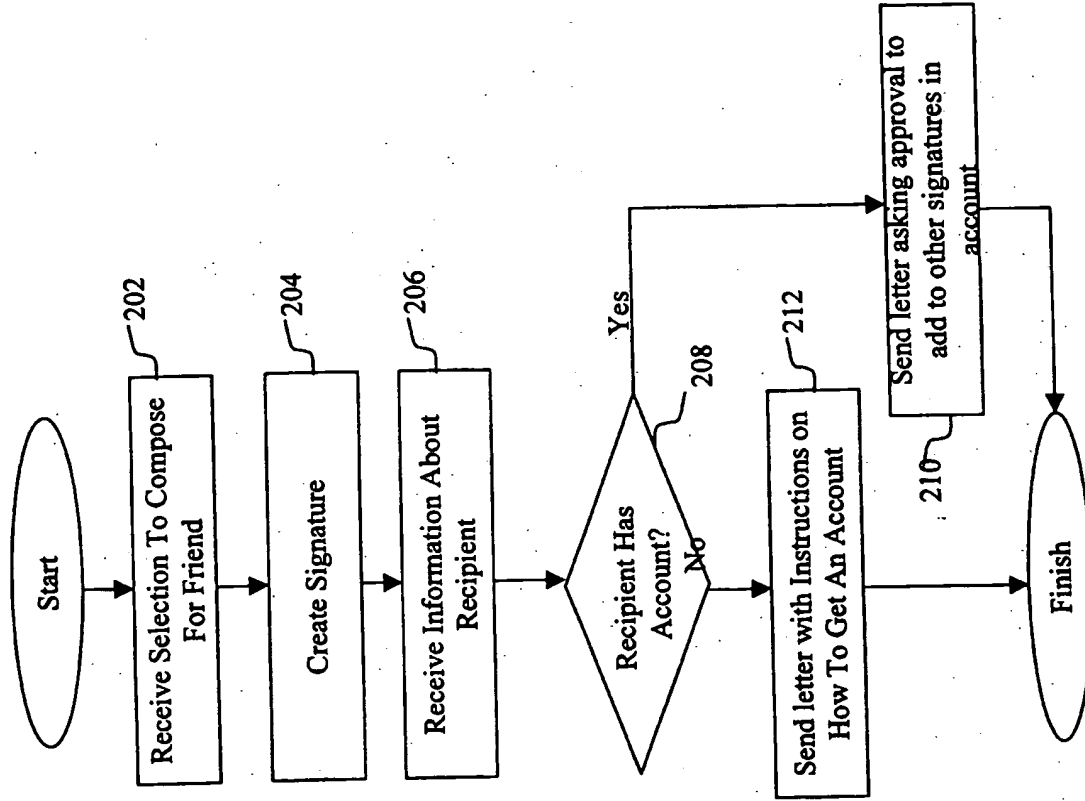 Start
202
Receive Selection To Compose
For Friend
204
Create Signature
206
Receive Information About
Recipient
208
Recipient Has
Account?
Yes
No
212
Send letter with Instructions on
How To Get An Account
Send letter asking approval to
add to other signatures in
account
210
Finish